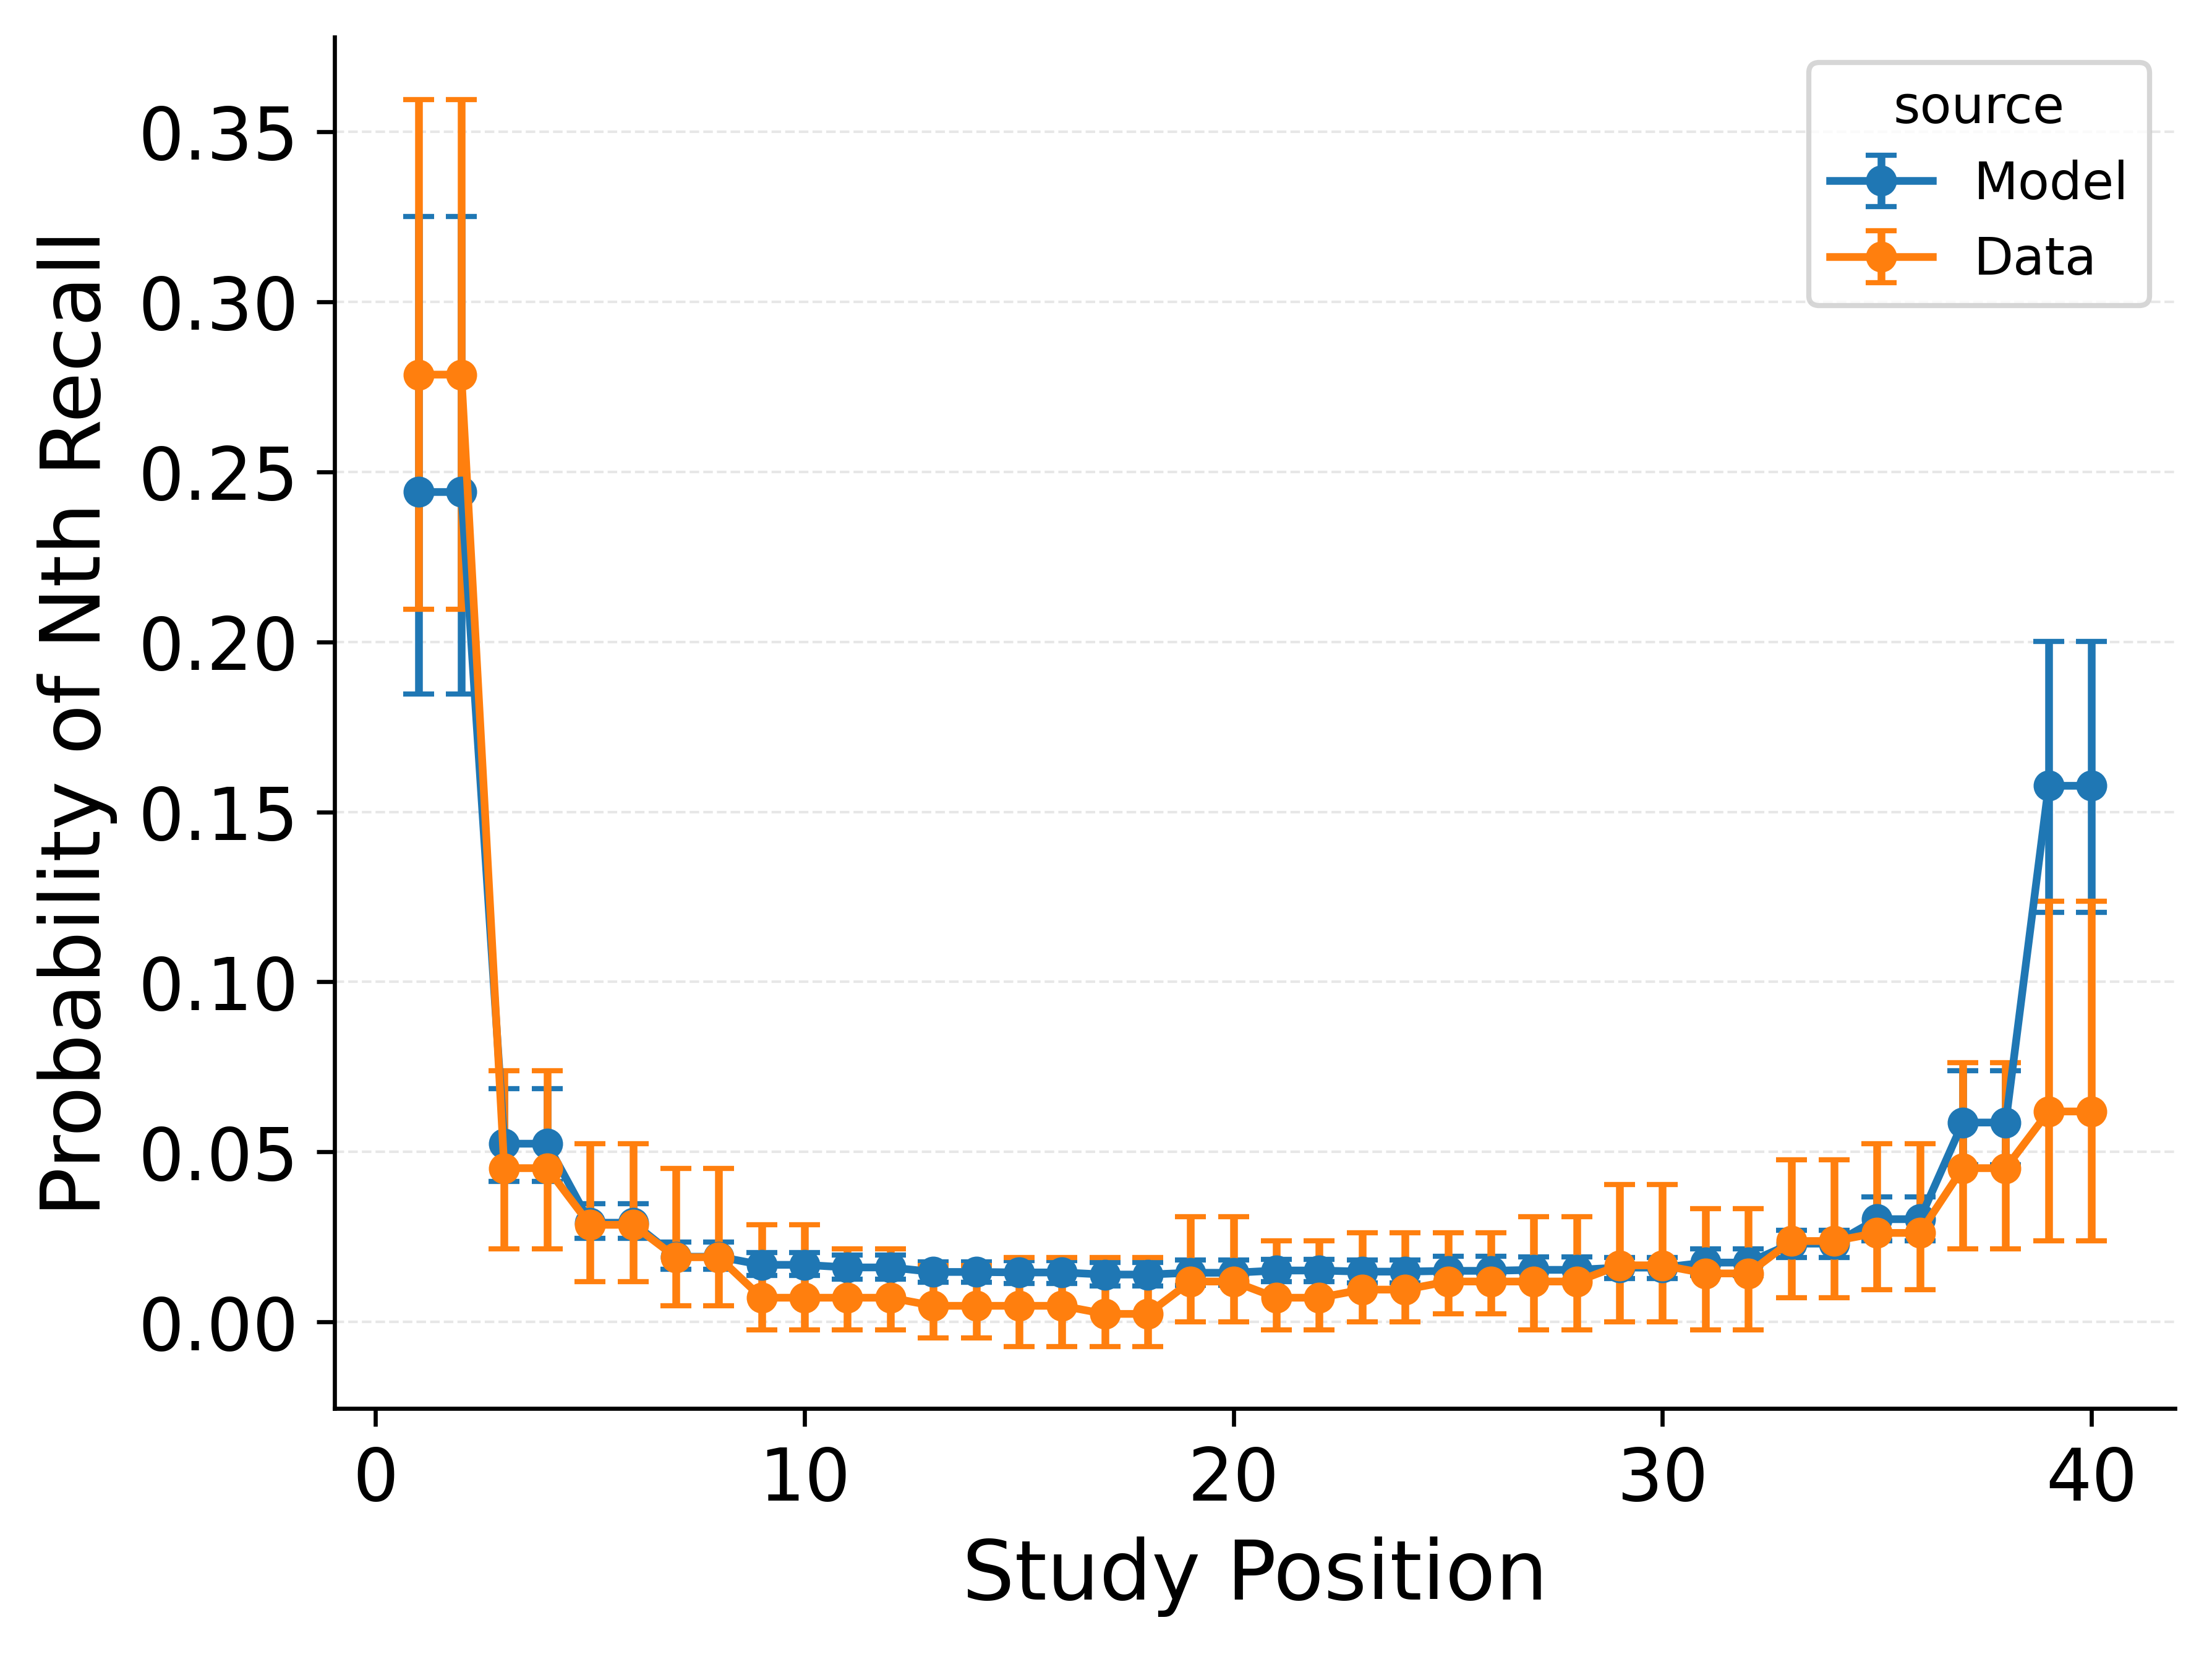 source
Model
Data
Probability of Nth Recall
0.35
0.30
0.25
0.20
0.15
0.10
0.05
0.00
0 10 20 30 40
Study Position